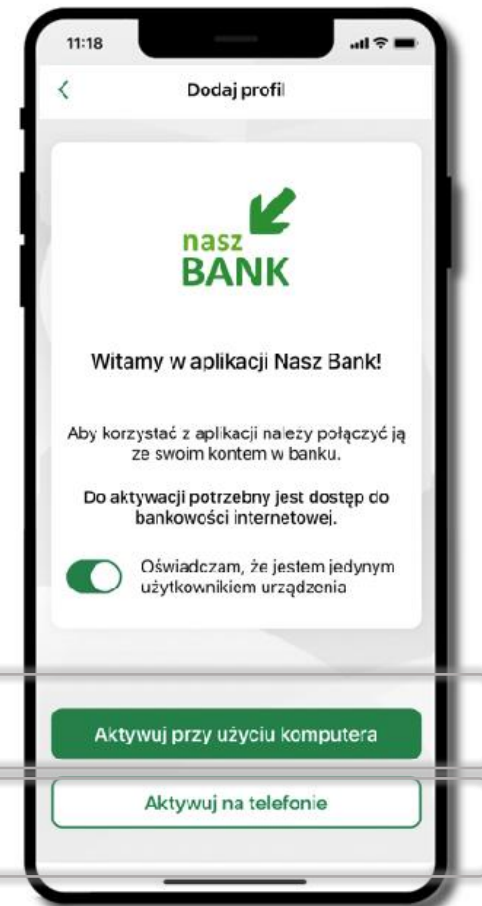 11:18
Dodaj profil
nasz
BANK
Witamy w aplikacji Nasz Bank!
Aby korzystać z aplikacji należy połączyć ją
ze swoim kontem w banku.
Do aktywacji potrzebny jest dostęp do
bankowości internetowej.
Oświadczam, że jestem jedynym
użytkownikiem urządzenia
Aktywuj przy użyciu komputera
Aktywuj na telefonie